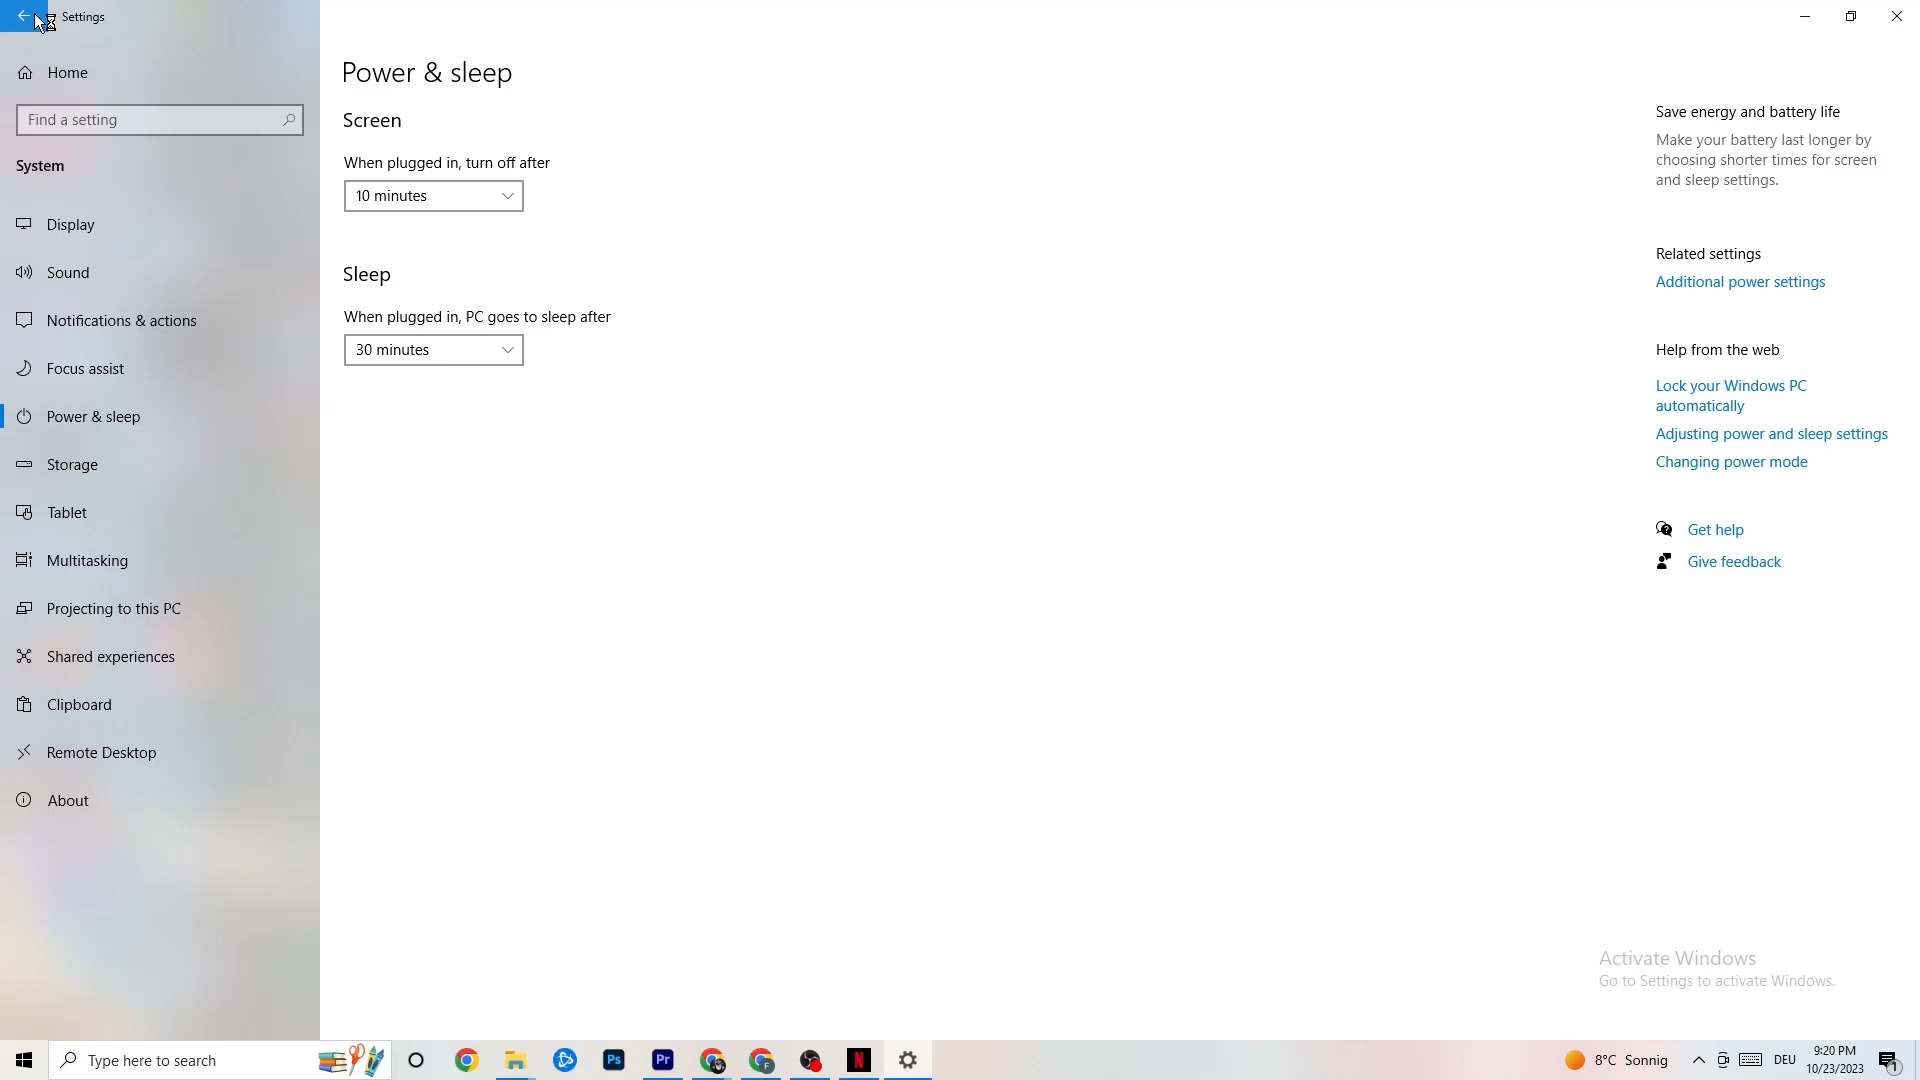 Settings
Home
Find a setting
System
Display
Sound
Notifications & actions
Focus assist
Power & sleep
Storage
Tablet
Multitasking
Projecting to this PC
Shared experiences
Clipboard
Remote Desktop
About
Power & sleep
Screen
When plugged in, turn off after
10 minutes
Sleep
When plugged in, PC goes to sleep after
30 minutes
Save energy and battery life
Make your battery last longer by
choosing shorter times for screen
and sleep settings.
Related settings
Additional power settings
Help from the web
Lock your Windows PC
automatically
Adjusting power and sleep settings
Changing power mode
Get help
Give feedback
Activate Windows
Go to Settings to activate Windows.
Type here to search
Ps
Pr
F
N
8°C Sonnig
DEU
9:20 PM
10/23/2023
1